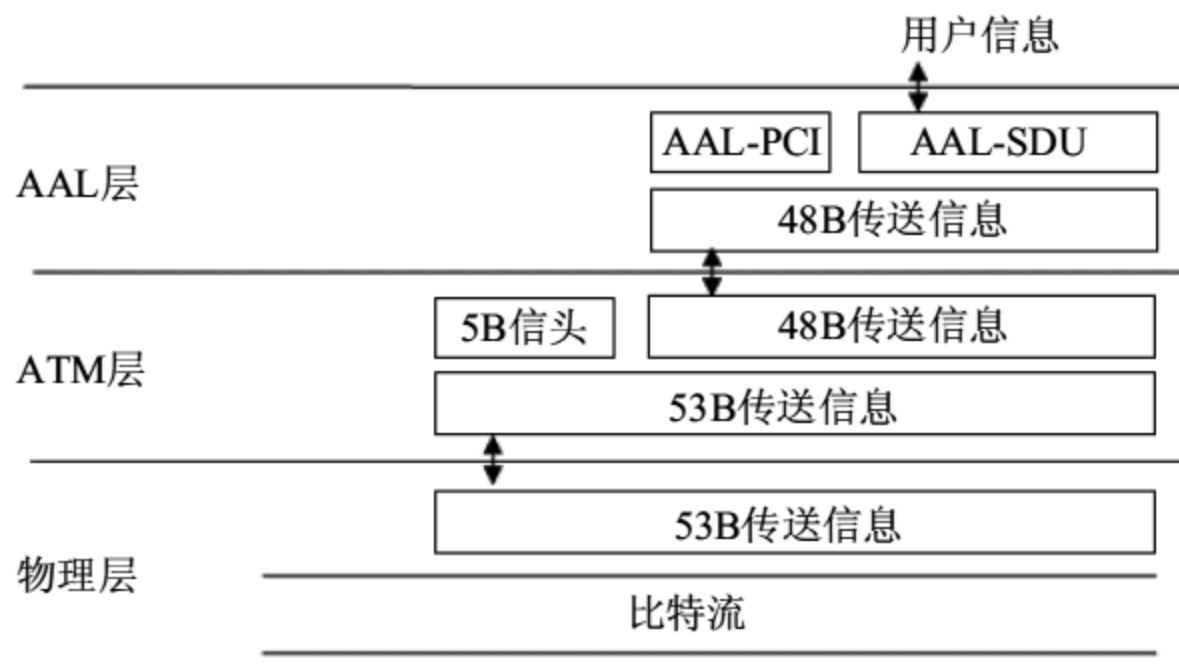 用户信息
AAL层
AAL-PCI
AAL-SDU
48B传送信息
ATM层
5B信头
48B传送信息
53B传送信息
物理层
53B传送信息
比特流